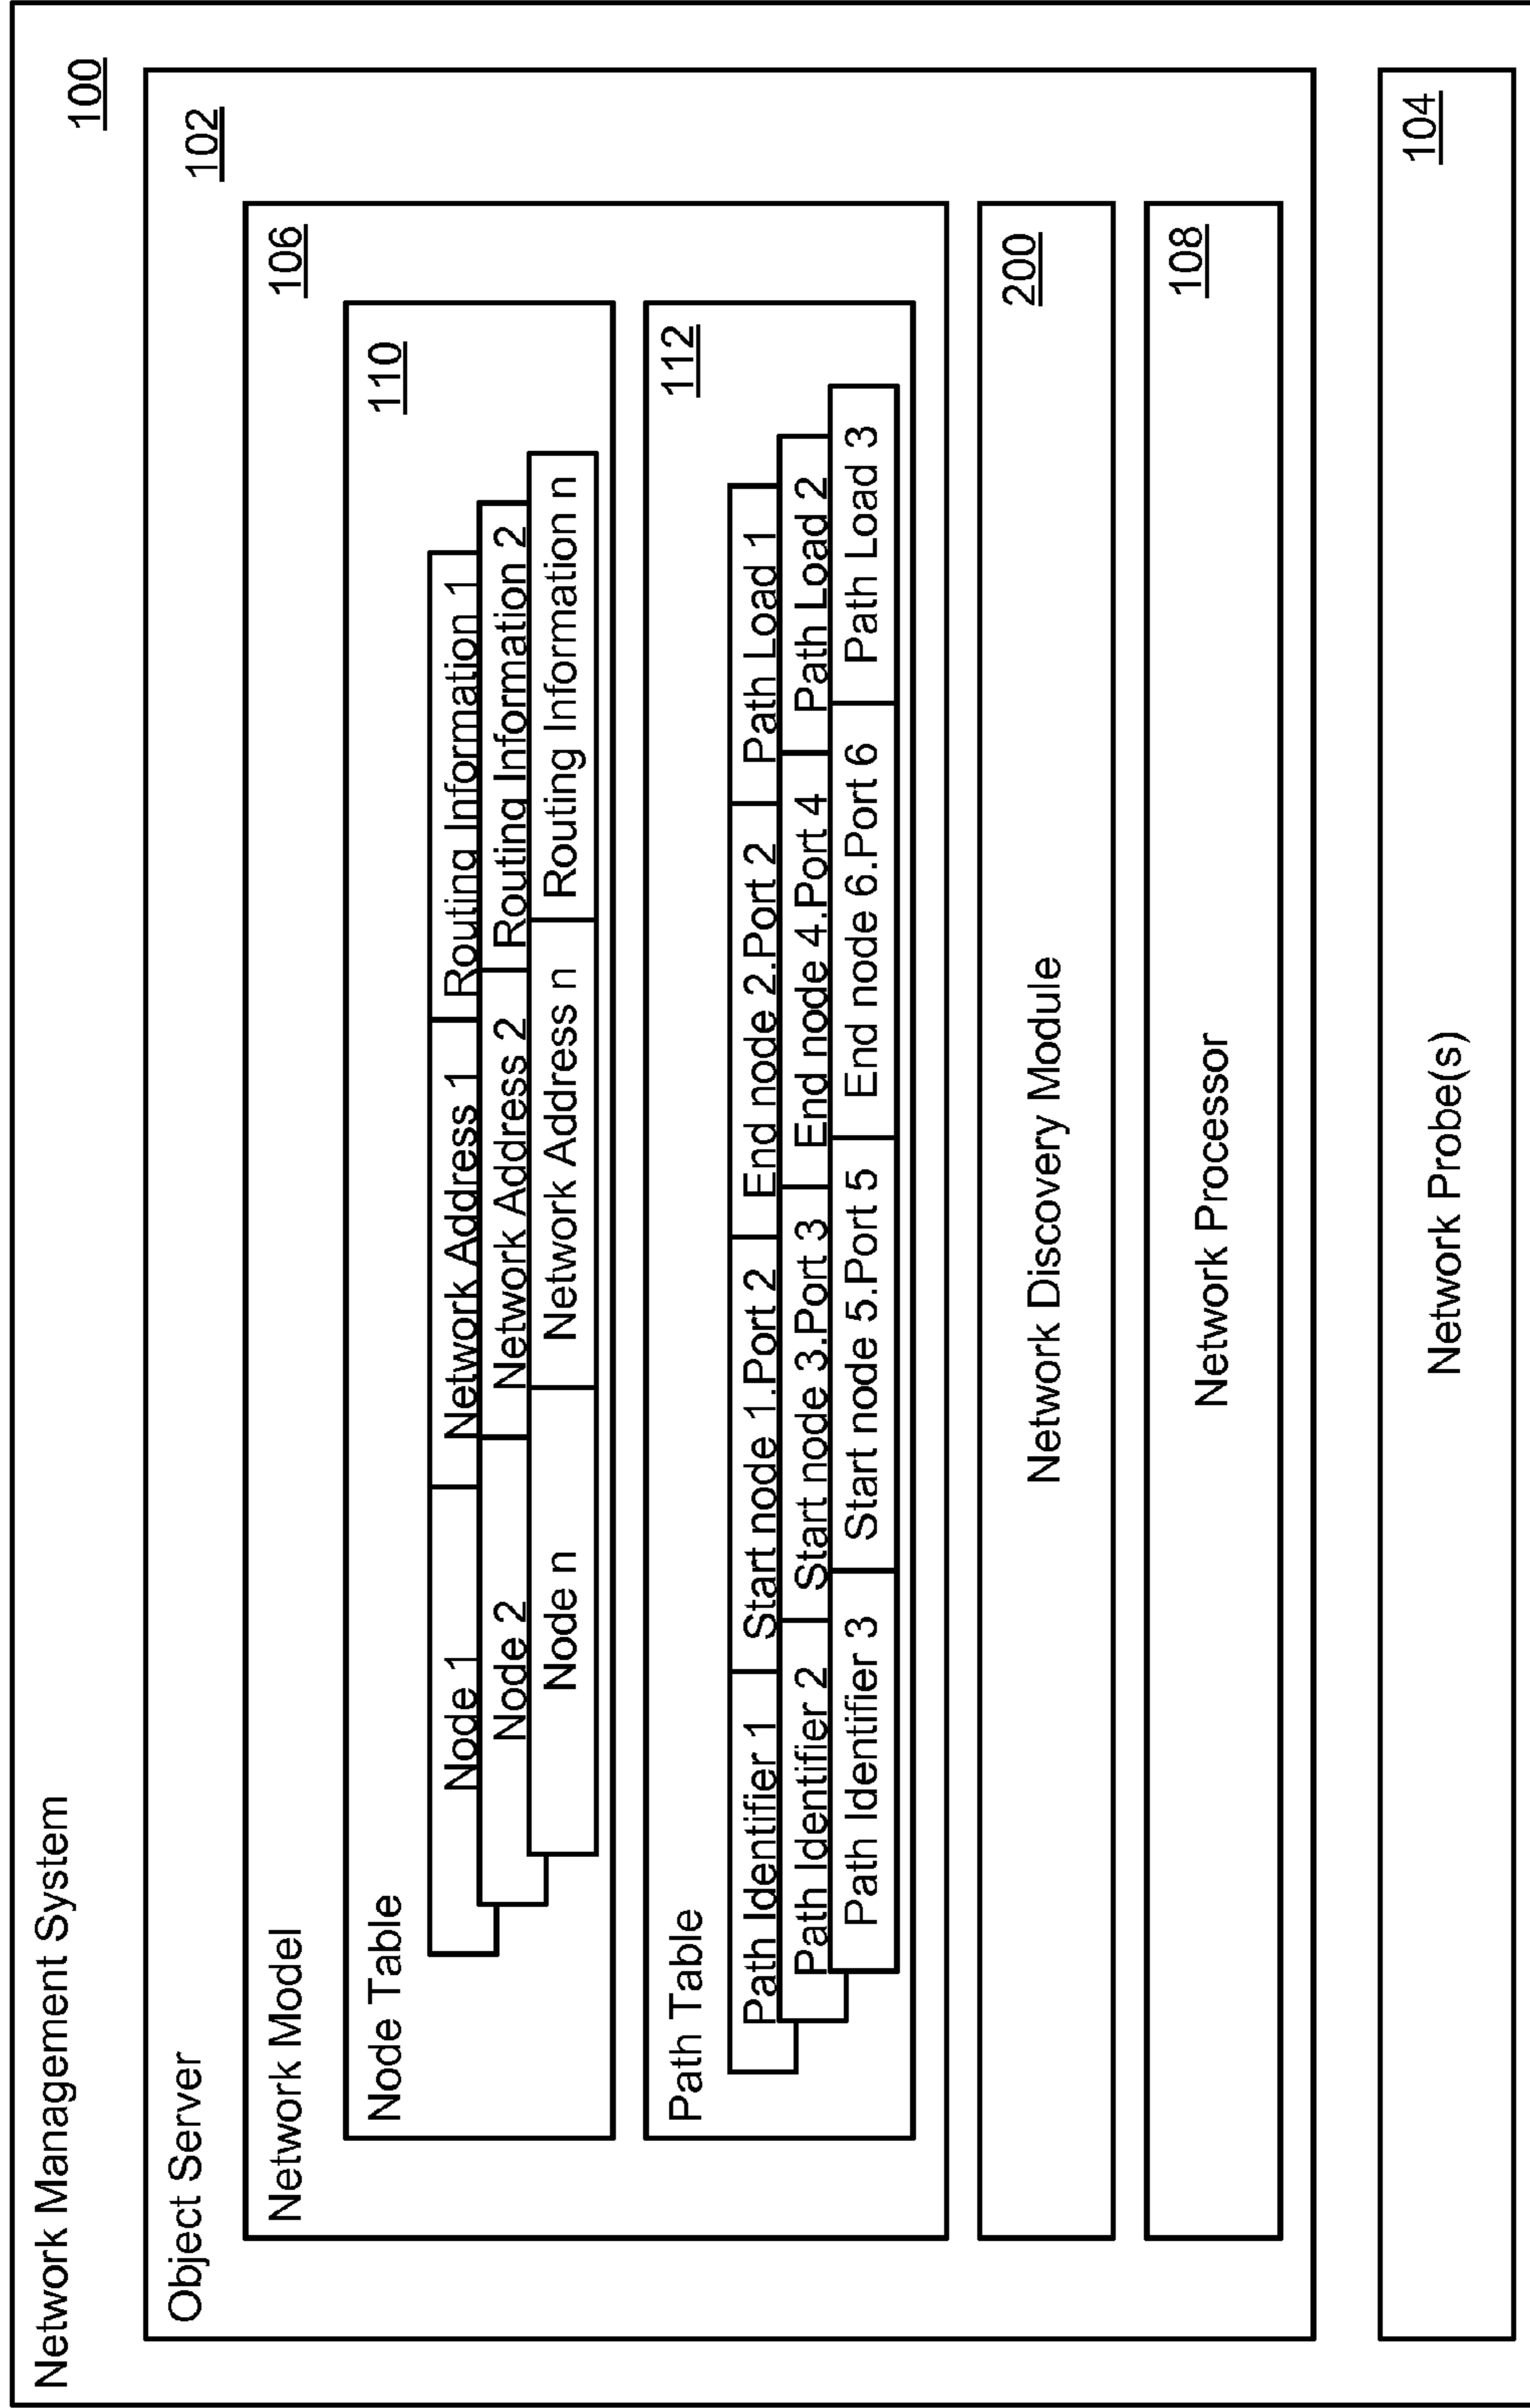 Network Management System
100
Object Server
102
Network Model
106
Node Table
110
Node 1 Network Address 1 Routing Information 1
Node 2 Network Address 2 Routing Information 2
Node n Network Address n Routing Information n
Path Table
112
Path Identifier 1 Start node 1.Port 2 End node 2.Port 2 Path Load 1
Path Identifier 2 Start node 3.Port 3 End node 4.Port 4 Path Load 2
Path Identifier 3 Start node 5.Port 5 End node 6.Port 6 Path Load 3
200
Network Discovery Module
108
Network Processor
104
Network Probe(s)